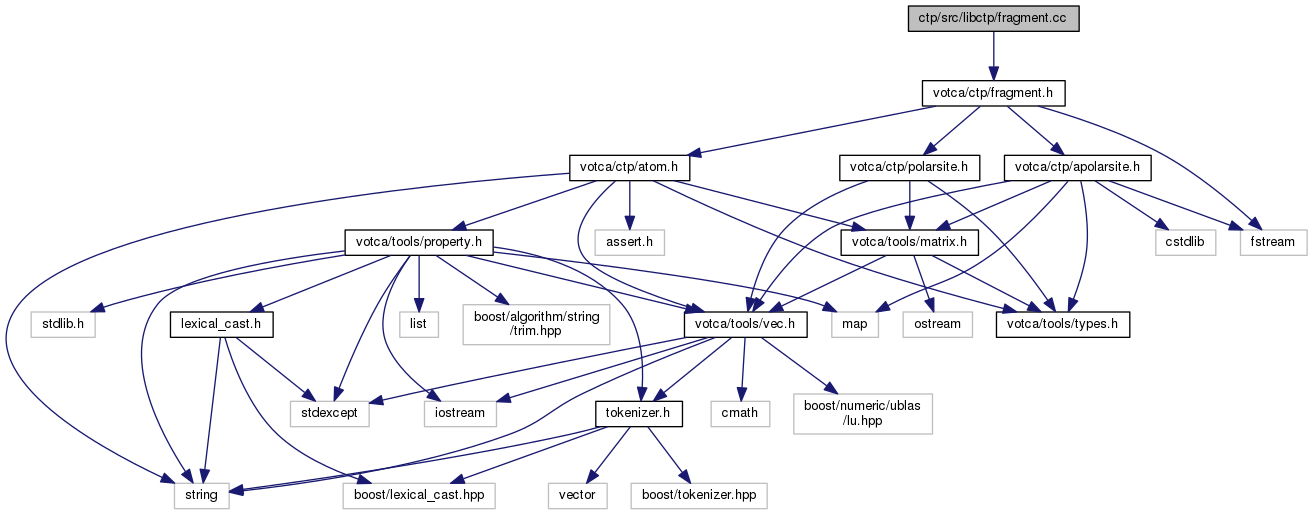 ctp/src/libctp/fragment.cc
votca/ctp/fragment.h
votca/ctp/atom.h
votca/ctp/polarsite.h
votca/ctp/apolarsite.h
votca/tools/property.h
assert.h
votca/tools/matrix.h
cstdlib
fstream
stdlib.h
lexical_cast.h
list
boost/algorithm/string
/trim.hpp
votca/tools/vec.h
map
ostream
votca/tools/types.h
stdexcept
iostream
tokenizer.h
cmath
boost/numeric/ublas
/lu.hpp
string
boost/lexical_cast.hpp
vector
boost/tokenizer.hpp